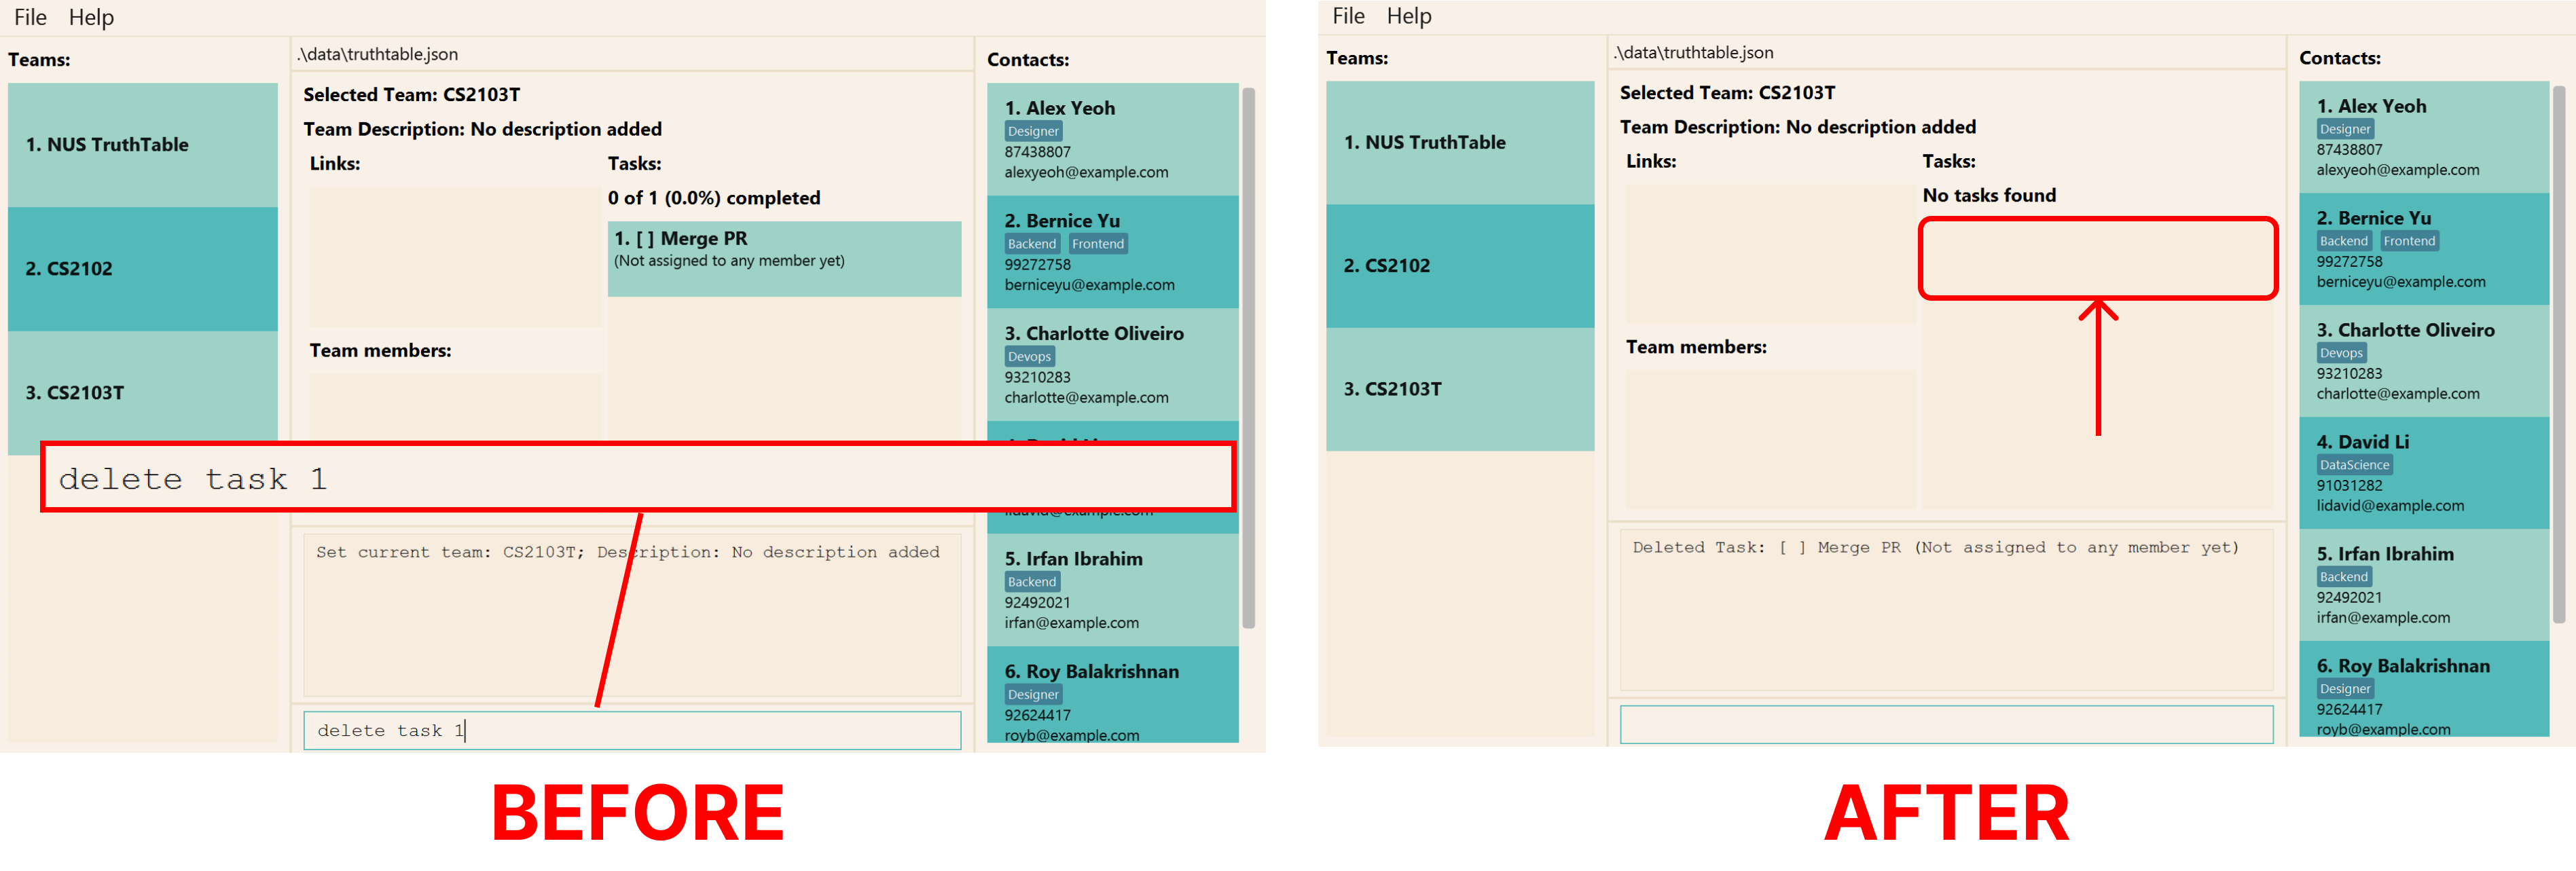 File Help
Teams:
1. NUS TruthTable
2. CS2102
3. CS2103T
.\data\truthtable.json
Selected Team: CS2103T
Team Description: No description added
Links:
Tasks:
0 of 1 (0.0%) completed
1. [ ] Merge PR
(Not assigned to any member yet)
Team members:
delete task 1
Set current team: CS2103T; Description: No description added
delete task 1
Contacts:
1. Alex Yeoh
Designer
87438807
alexyeoh@example.com
2. Bernice Yu
Backend Frontend
99272758
berniceyu@example.com
3. Charlotte Oliveiro
Devops
93210283
charlotte@example.com
lidavid@example.com
5. Irfan Ibrahim
Backend
92492021
irfan@example.com
6. Roy Balakrishnan
Designer
92624417
royb@example.com
BEFORE
File Help
Teams:
1. NUS TruthTable
2. CS2102
3. CS2103T
.\data\truthtable.json
Selected Team: CS2103T
Team Description: No description added
Links:
Tasks:
No tasks found
Team members:
Deleted Task: [ ] Merge PR (Not assigned to any member yet)
Contacts:
1. Alex Yeoh
Designer
87438807
alexyeoh@example.com
2. Bernice Yu
Backend Frontend
99272758
berniceyu@example.com
3. Charlotte Oliveiro
Devops
93210283
charlotte@example.com
4. David Li
DataScience
91031282
lidavid@example.com
5. Irfan Ibrahim
Backend
92492021
irfan@example.com
6. Roy Balakrishnan
Designer
92624417
royb@example.com
AFTER